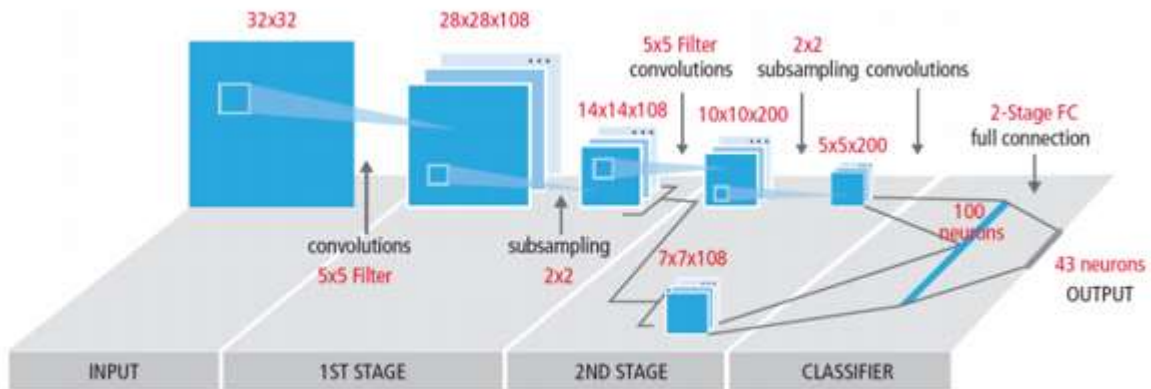 32x32
28x28x108
5x5 Filter
convolutions
2x2
subsampling convolutions
14x14x108
10x10x200
5x5x200
2-Stage FC
full connection
convolutions
5x5 Filter
subsampling
2x2
7x7x108
100
neurons
43 neurons
OUTPUT
INPUT
1ST STAGE
2ND STAGE
CLASSIFIER